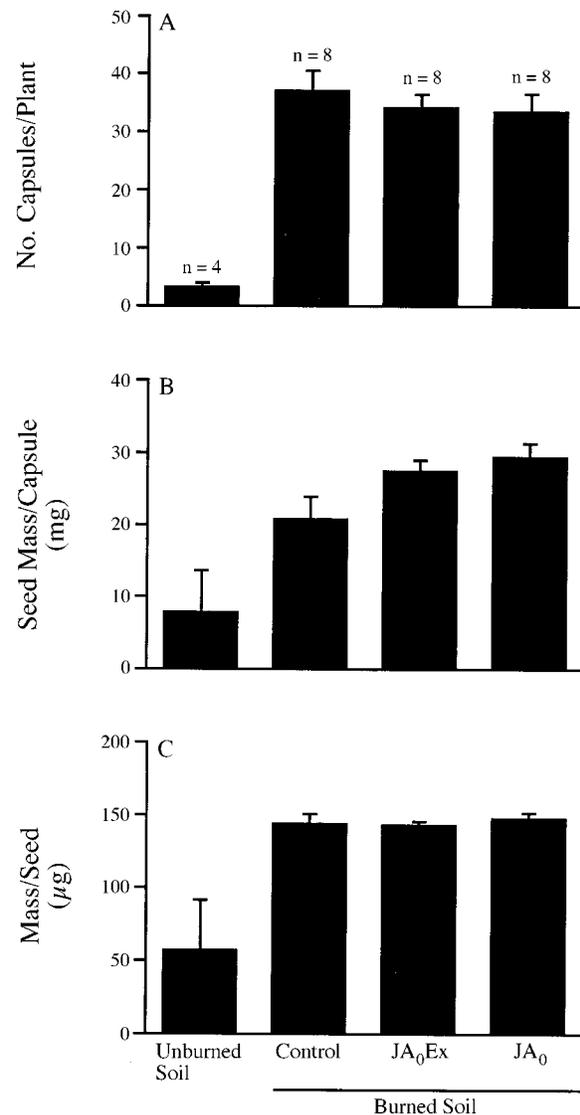 A
No. Capsules/Plant
50
40
30
20
10
0
n = 4
n = 8
n = 8
n = 8
B
Seed Mass/Capsule
(mg)
40
30
20
10
0
C
Mass/Seed
(µg)
200
150
100
50
0
Unburned
Soil
Control
JA₀Ex
JA₀
Burned Soil